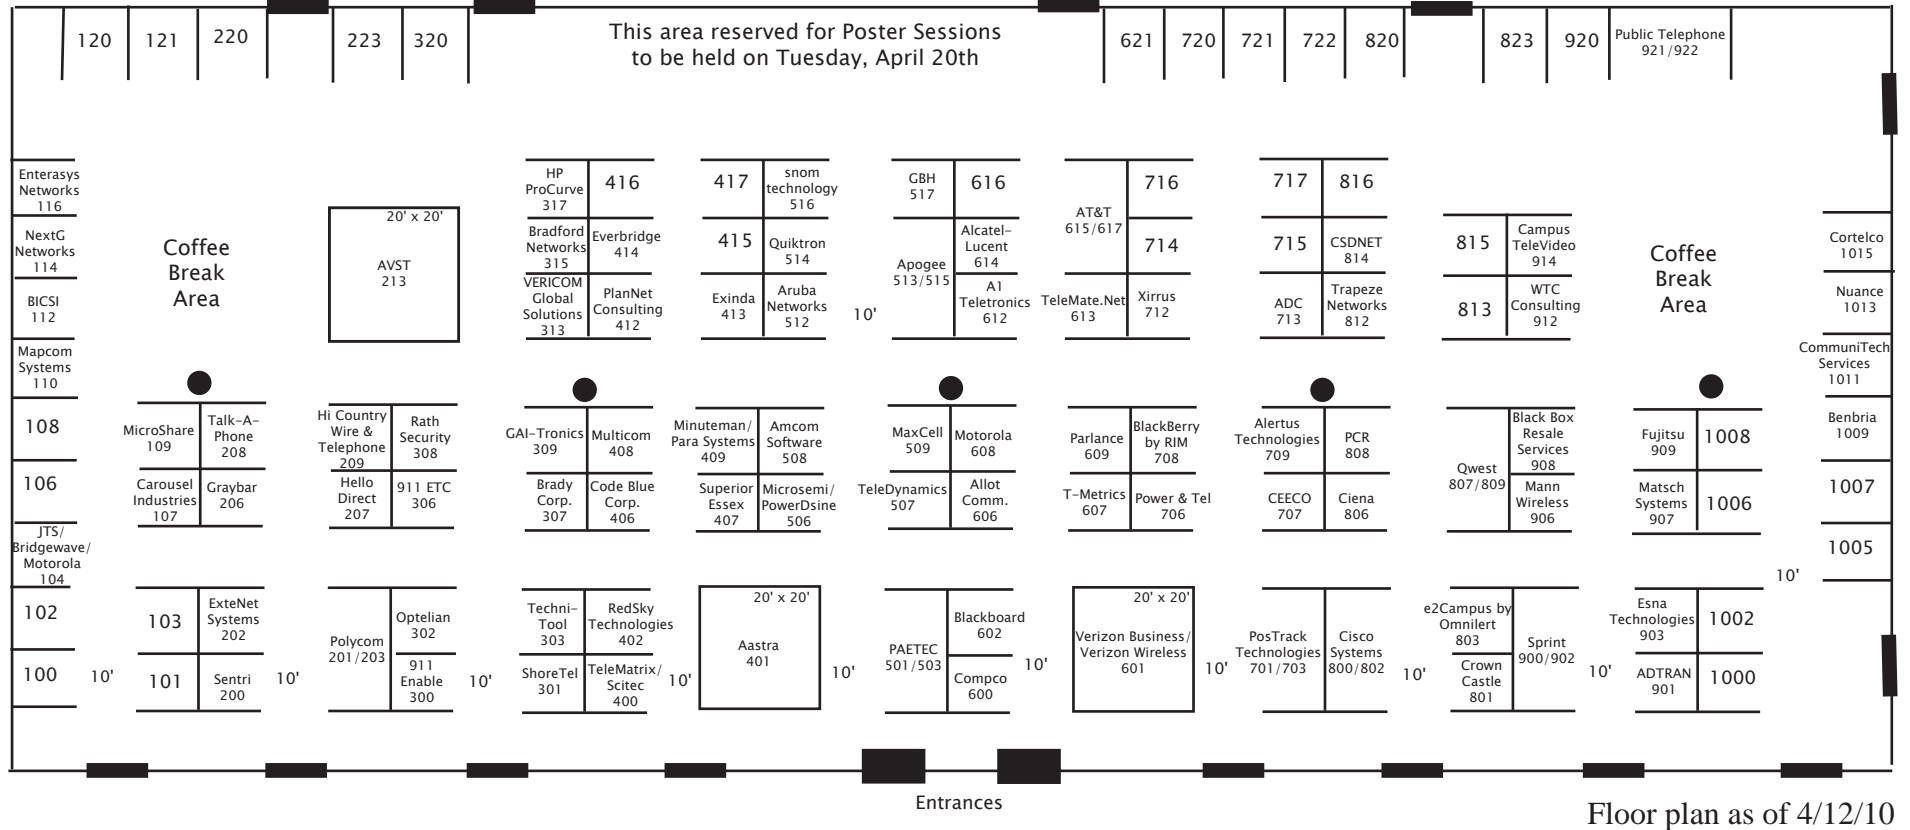 120
121
220
223
320
This area reserved for Poster Sessions
to be held on Tuesday, April 20th
621
720
721
722
820
823
920
Public Telephone
921/922
Enterasys
Networks
116
NextG
Networks
114
BICSI
112
Mapcom
Systems
110
108
106
JTS/
Bridgewave/
Motorola
104
102
100
Coffee
Break
Area
20' x 20'
AVST
213
HP
ProCurve
317
416
Bradford
Networks
315
Everbridge
414
VERICOM
Global
Solutions
313
PlanNet
Consulting
412
417
snom
technology
516
415
Quiktron
514
Exinda
413
Aruba
Networks
512
10'
GBH
517
616
Apogee
513/515
Alcatel-
Lucent
614
A1
Teletronics
612
AT&T
615/617
716
714
TeleMate.Net
613
Xirrus
712
717
816
715
CSDNET
814
ADC
713
Trapeze
Networks
812
815
Campus
TeleVideo
914
813
WTC
Consulting
912
Coffee
Break
Area
Cortelco
1015
Nuance
1013
CommuniTech
Services
1011
Benbria
1009
1007
1005
MicroShare
109
Talk-A-
Phone
208
Carousel
Industries
107
Graybar
206
Hi Country
Wire &
Telephone
209
Rath
Security
308
Hello
Direct
207
911 ETC
306
GAI-Tronics
309
Multicom
408
Brady
Corp.
307
Code Blue
Corp.
406
Minuteman/
Para Systems
409
Amcom
Software
508
Superior
Essex
407
Microsemi/
PowerDsine
506
MaxCell
509
Motorola
608
TeleDynamics
507
Allot
Comm.
606
Parlance
609
BlackBerry
by RIM
708
T-Metrics
607
Power & Tel
706
Alertus
Technologies
709
PCR
808
CEECO
707
Ciena
806
Qwest
807/809
Black Box
Resale
Services
908
Mann
Wireless
906
Fujitsu
909
1008
Matsch
Systems
907
1006
10'
10'
103
ExteNet
Systems
202
101
Sentri
200
10'
Polycom
201/203
Optelian
302
911
Enable
300
10'
Techni-
Tool
303
RedSky
Technologies
402
ShoreTel
301
TeleMatrix/
Scitec
400
10'
20' x 20'
Aastra
401
10'
PAETEC
501/503
Blackboard
602
Compco
600
10'
20' x 20'
Verizon Business/
Verizon Wireless
601
10'
PosTrack
Technologies
701/703
Cisco
Systems
800/802
10'
e2Campus by
Omnilert
803
Crown
Castle
801
Sprint
900/902
10'
Esna
Technologies
903
1002
ADTRAN
901
1000
Entrances
Floor plan as of 4/12/10